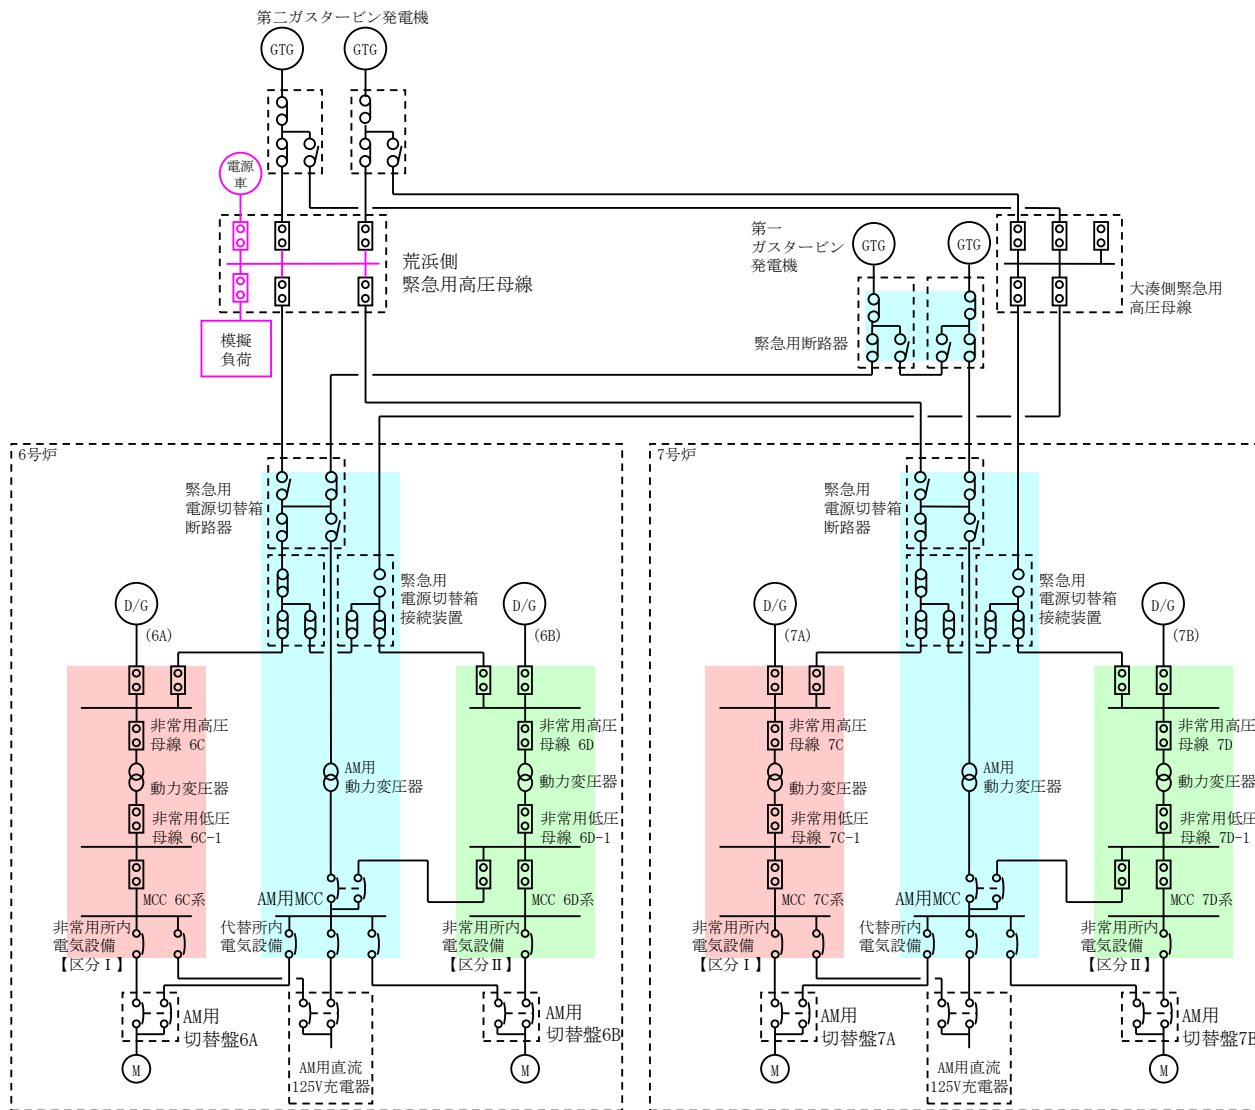 第二ガスタービン発電機
GTG
GTG
電源
車
荒浜側
緊急用高圧母線
模擬
負荷
第一
ガスタービン
発電機
GTG
GTG
緊急用断路器
大湊側緊急用
高圧母線
6号炉
緊急用
電源切替箱
断路器
緊急用
電源切替箱
接続装置
D/G
(6A)
D/G
(6B)
非常用高圧
母線 6C
動力変圧器
非常用低圧
母線 6C-1
MCC 6C系
非常用所内
電気設備
【区分Ⅰ】
AM用
動力変圧器
AM用MCC
代替所内
電気設備
非常用高圧
母線 6D
動力変圧器
非常用低圧
母線 6D-1
MCC 6D系
非常用所内
電気設備
【区分Ⅱ】
AM用
切替盤6A
M
AM用直流
125V充電器
AM用
切替盤6B
M
7号炉
緊急用
電源切替箱
断路器
緊急用
電源切替箱
接続装置
D/G
(7A)
D/G
(7B)
非常用高圧
母線 7C
動力変圧器
非常用低圧
母線 7C-1
MCC 7C系
非常用所内
電気設備
【区分Ⅰ】
AM用
動力変圧器
AM用MCC
代替所内
電気設備
非常用高圧
母線 7D
動力変圧器
非常用低圧
母線 7D-1
MCC 7D系
非常用所内
電気設備
【区分Ⅱ】
AM用
切替盤7A
M
AM用直流
125V充電器
AM用
切替盤7B
M